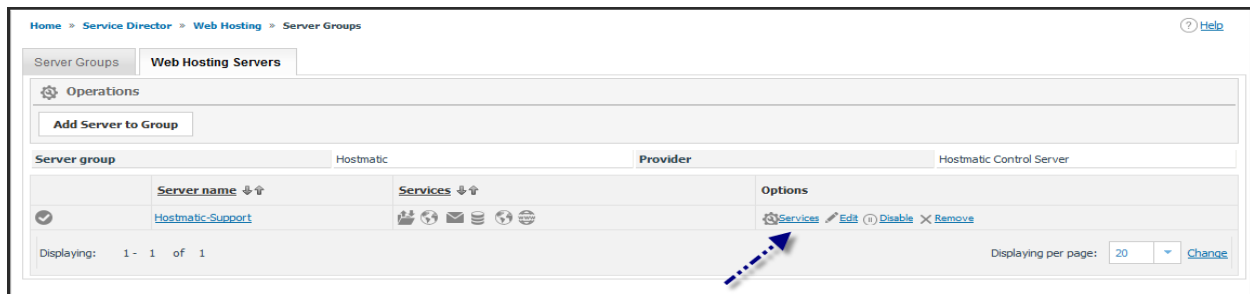 Home » Service Director » Web Hosting » Server Groups
? Help
Server Groups Web Hosting Servers
Operations
Add Server to Group
Server group Hostmatic Provider Hostmatic Control Server
Server name Services Options
Hostmatic-Support Services Edit Disable Remove
Displaying: 1 - 1 of 1 Displaying per page: 20 Change